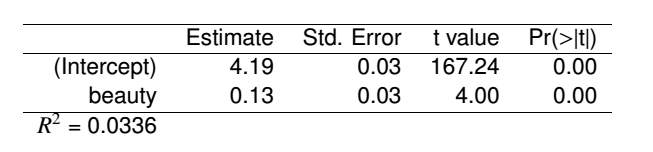 Estimate Std. Error t value Pr(>|t|)
(Intercept) 4.19 0.03 167.24 0.00
beauty 0.13 0.03 4.00 0.00
R² = 0.0336